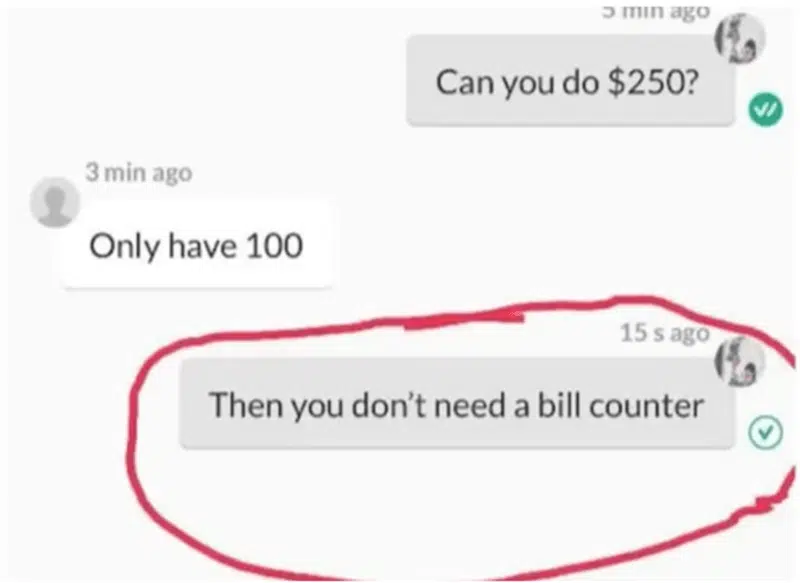 5 min ago
Can you do $250?
3 min ago
Only have 100
15 s ago
Then you don't need a bill counter